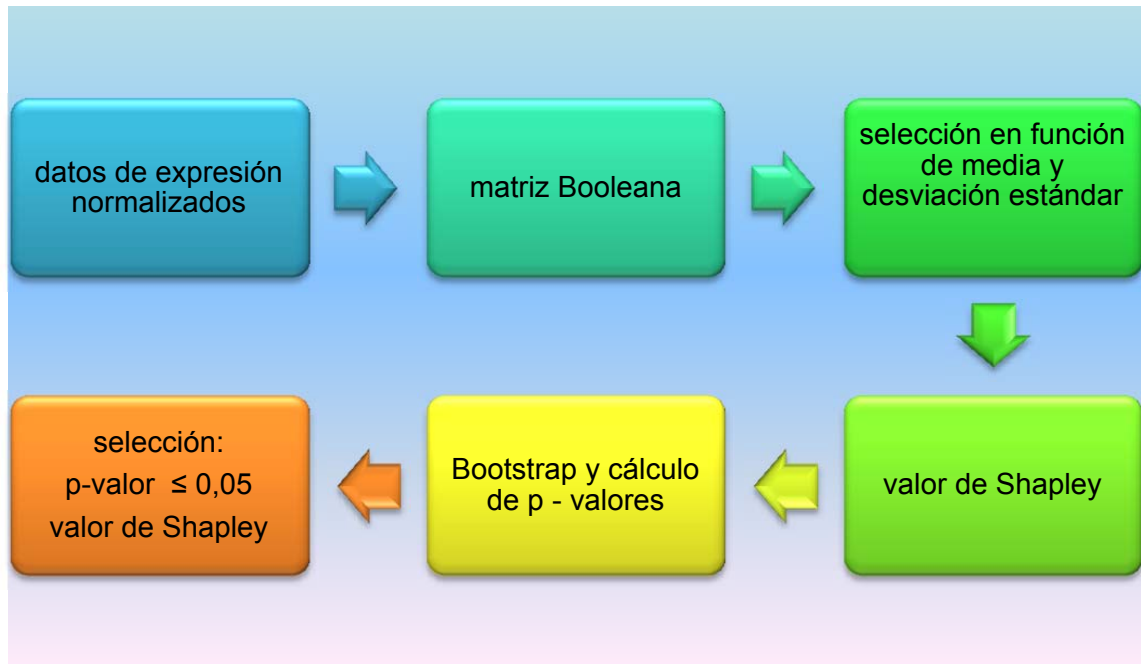 datos de expresión
normalizados
matriz Booleana
selección en función
de media y
desviación estándar
valor de Shapley
Bootstrap y cálculo
de p - valores
selección:
p-valor ≤ 0,05
valor de Shapley